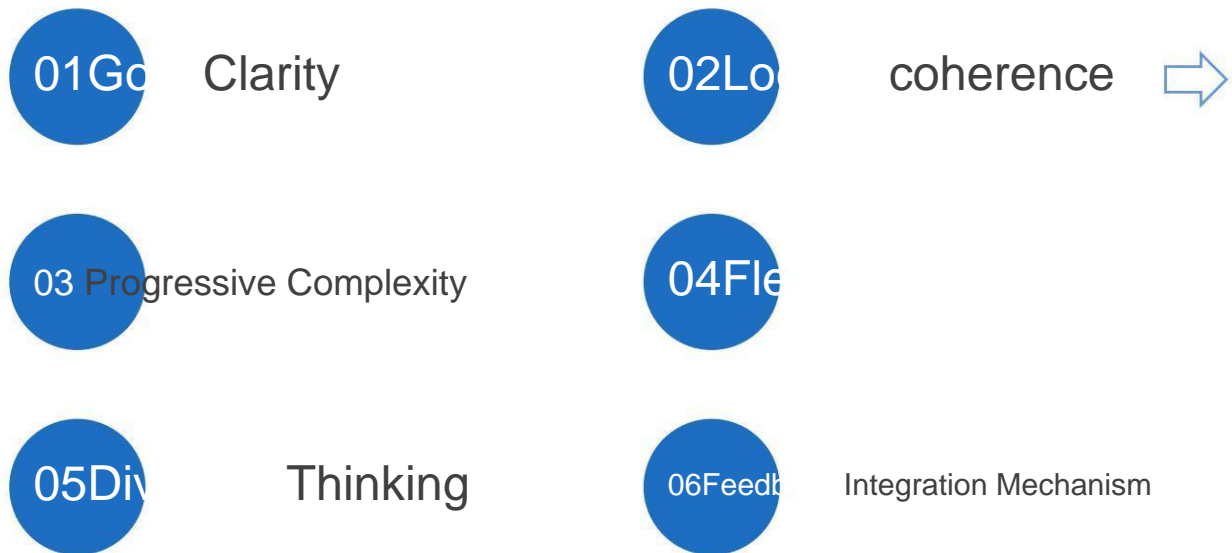 01Go Clarity
02Lo coherence
03 Progressive Complexity
04Fle
05Div Thinking
06Feedb Integration Mechanism